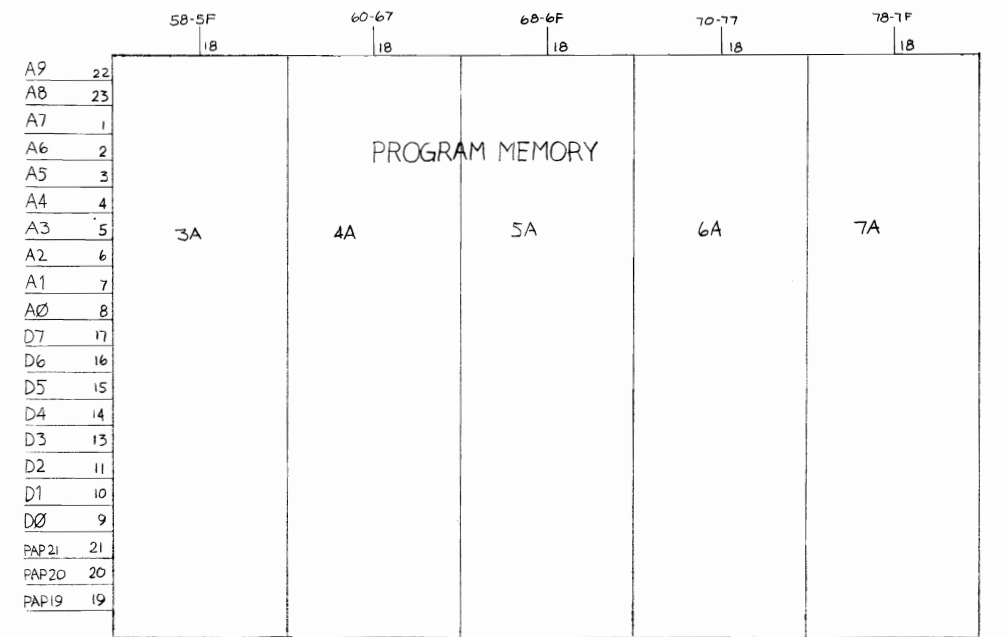 58-5F 60-67 68-6F 70-77 78-7F
18 18 18 18 18
A9 22
A8 23
A7 1
A6 2
PROGRAM MEMORY
A5 3
A4 4
A3 5
3A 4A 5A 6A 7A
A2 6
A1 7
AØ 8
D7 17
D6 16
D5 15
D4 14
D3 13
D2 11
D1 10
DØ 9
PAP21 21
PAP20 20
PAP19 19